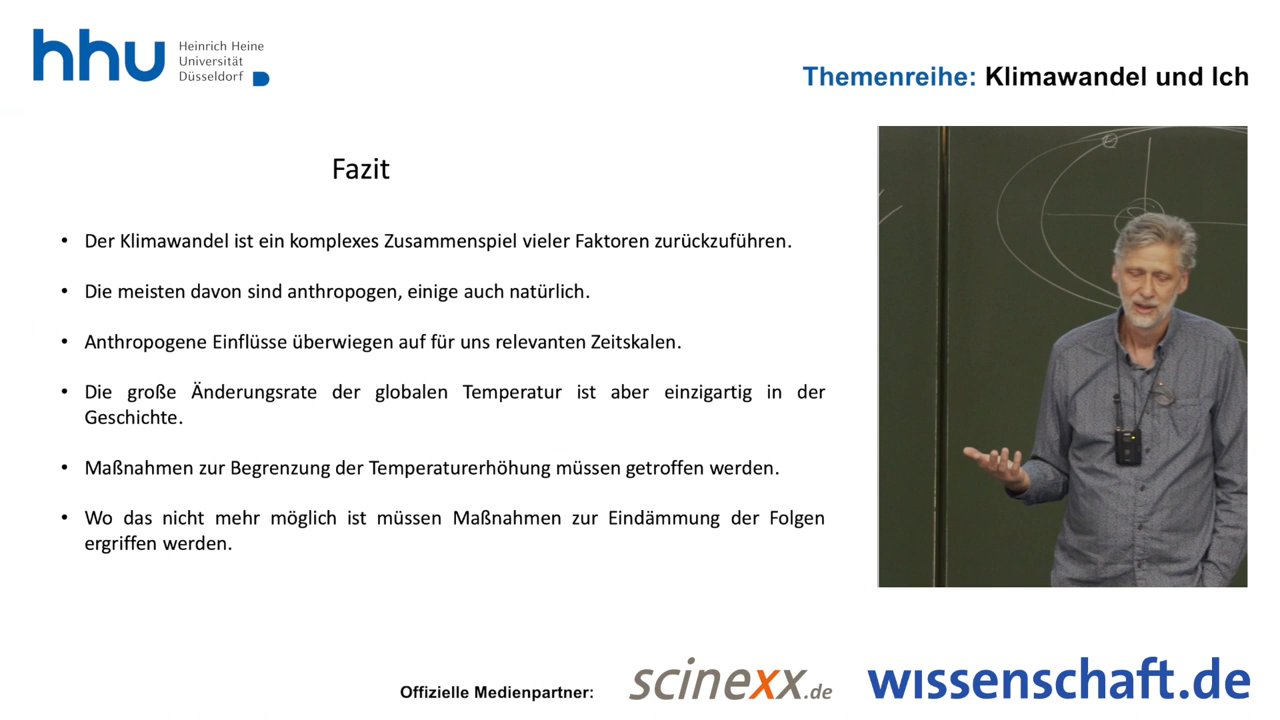 hhu Heinrich Heine
Universität
Düsseldorf
Themenreihe: Klimawandel und Ich
Fazit
• Der Klimawandel ist ein komplexes Zusammenspiel vieler Faktoren zurückzuführen.
• Die meisten davon sind anthropogen, einige auch natürlich.
• Anthropogene Einflüsse überwiegen auf für uns relevanten Zeitskalen.
• Die große Änderungsrate der globalen Temperatur ist aber einzigartig in der
Geschichte.
• Maßnahmen zur Begrenzung der Temperaturerhöhung müssen getroffen werden.
• Wo das nicht mehr möglich ist müssen Maßnahmen zur Eindämmung der Folgen
ergriffen werden.
Offizielle Medienpartner: scinexx.de wissenschaft.de